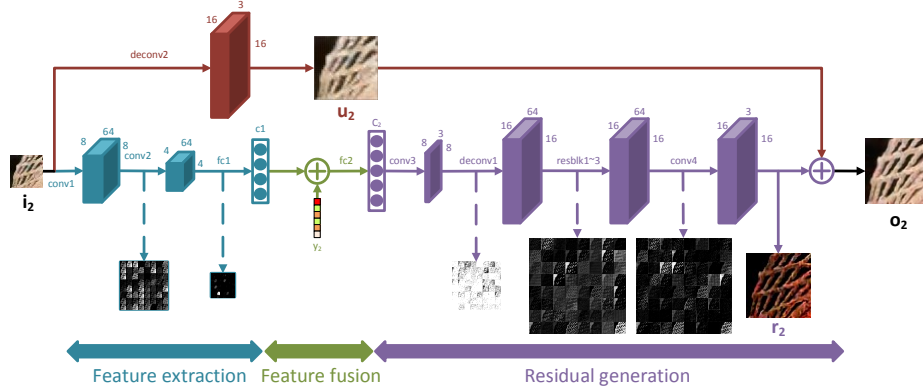 3
16
16
deconv2
u₂
i₂
conv1
8
64
8
conv2
4
64
4
fc1
c1
y₂
fc2
C₂
conv3
8
3
8
deconv1
16
64
16
resblk1~3
16
64
16
conv4
16
3
16
r₂
o₂
Feature extraction
Feature fusion
Residual generation